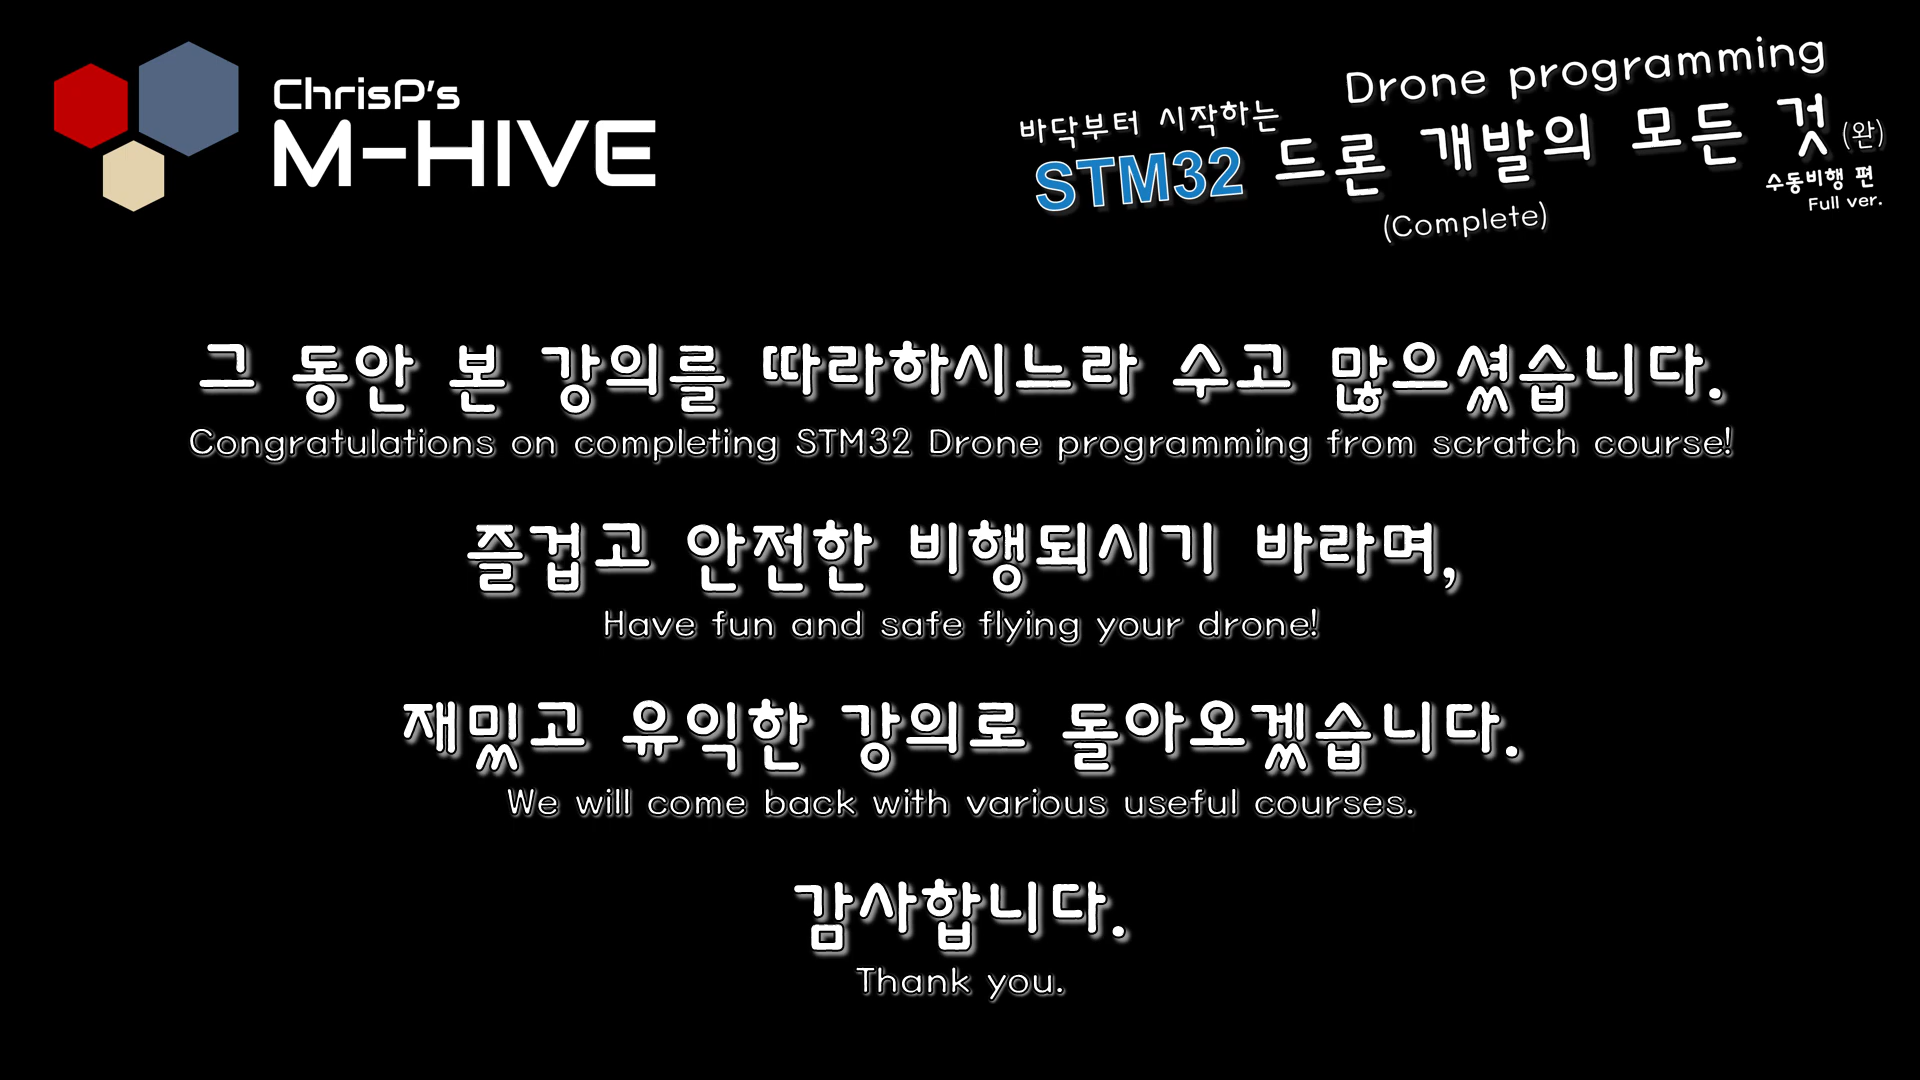 ChrisP's
M-HIVE
Drone programming
바닥부터 시작하는
STM32 드론 개발의 모든 것 (완)
수동비행 편
Full ver.
(Complete)
그 동안 본 강의를 따라하시느라 수고 많으셨습니다.
Congratulations on completing STM32 Drone programming from scratch course!
즐겁고 안전한 비행되시기 바라며,
Have fun and safe flying your drone!
재밌고 유익한 강의로 돌아오겠습니다.
We will come back with various useful courses.
감사합니다.
Thank you.